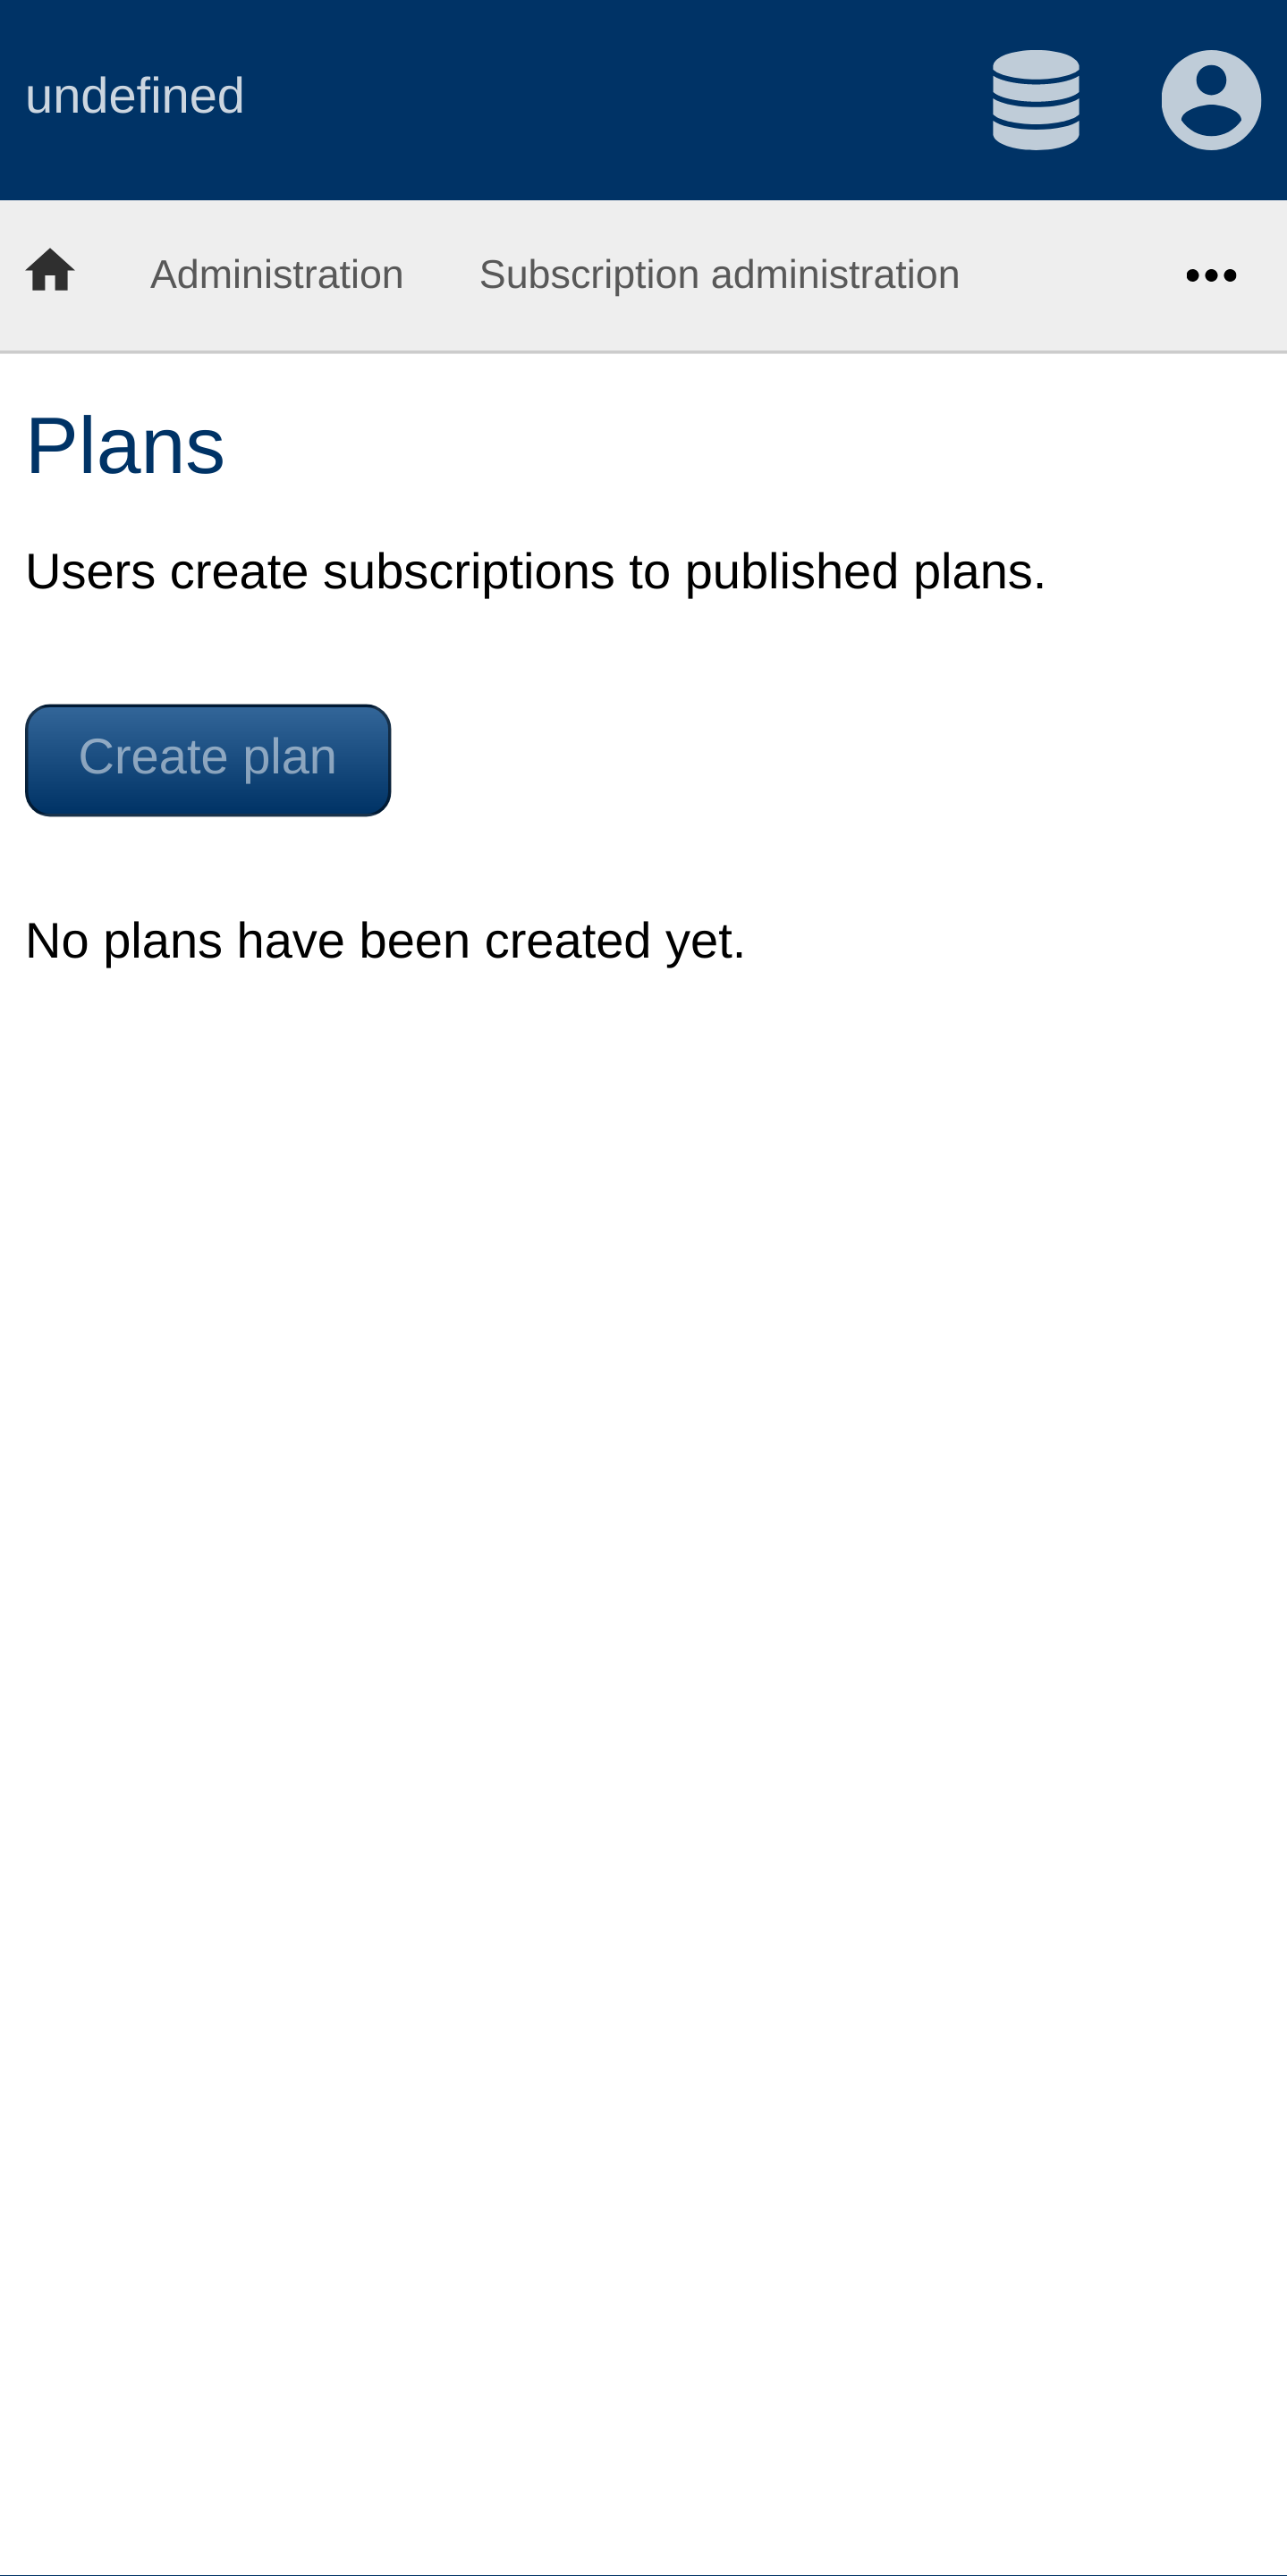 undefined
Administration Subscription administration
Plans
Users create subscriptions to published plans.
Create plan
No plans have been created yet.